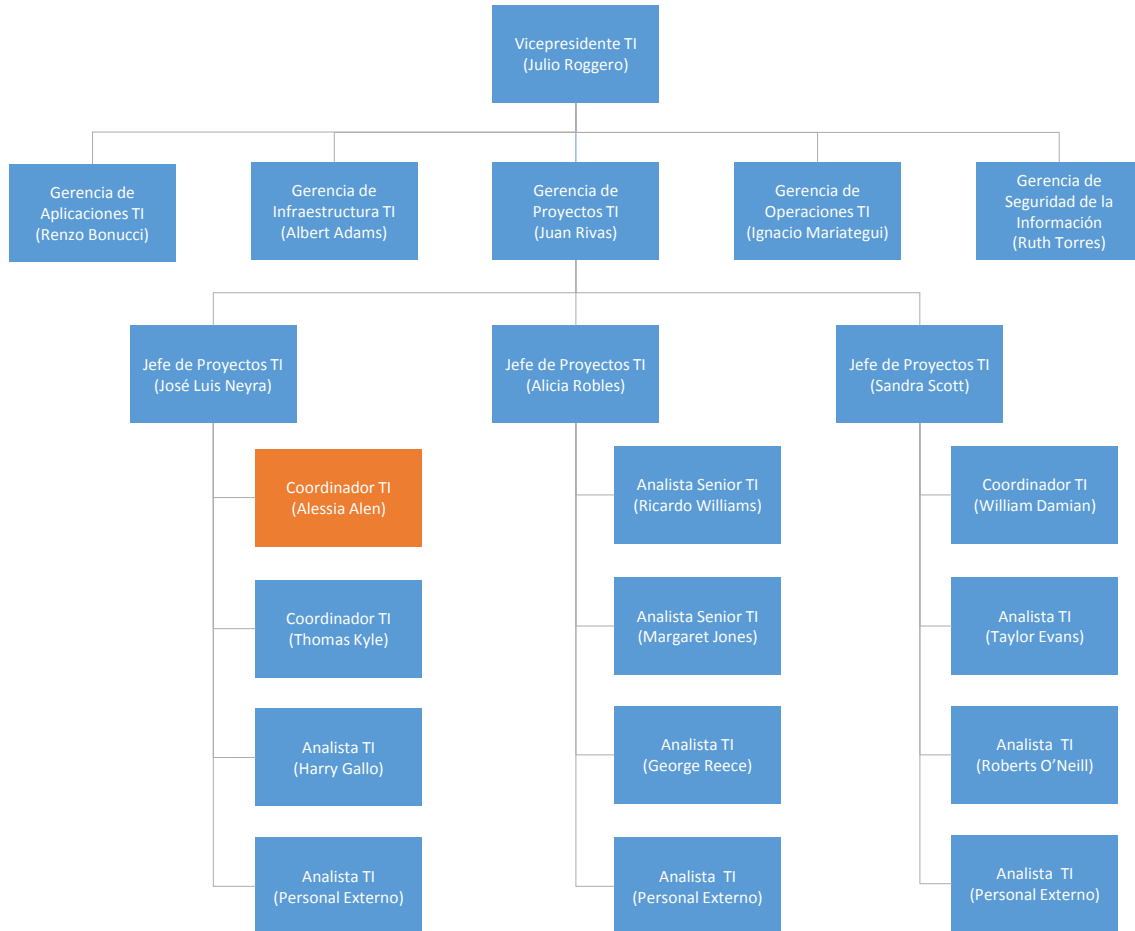 Vicepresidente TI
(Julio Roggero)
Gerencia de
Aplicaciones TI
(Renzo Bonucci)
Gerencia de
Infraestructura TI
(Albert Adams)
Gerencia de
Proyectos TI
(Juan Rivas)
Gerencia de
Operaciones TI
(Ignacio Mariategui)
Gerencia de
Seguridad de la
Información
(Ruth Torres)
Jefe de Proyectos TI
(José Luis Neyra)
Jefe de Proyectos TI
(Alicia Robles)
Jefe de Proyectos TI
(Sandra Scott)
Coordinador TI
(Alessia Alen)
Analista Senior TI
(Ricardo Williams)
Coordinador TI
(William Damian)
Coordinador TI
(Thomas Kyle)
Analista Senior TI
(Margaret Jones)
Analista TI
(Taylor Evans)
Analista TI
(Harry Gallo)
Analista TI
(George Reece)
Analista  TI
(Roberts O’Neill)
Analista TI
(Personal Externo)
Analista  TI
(Personal Externo)
Analista  TI
(Personal Externo)